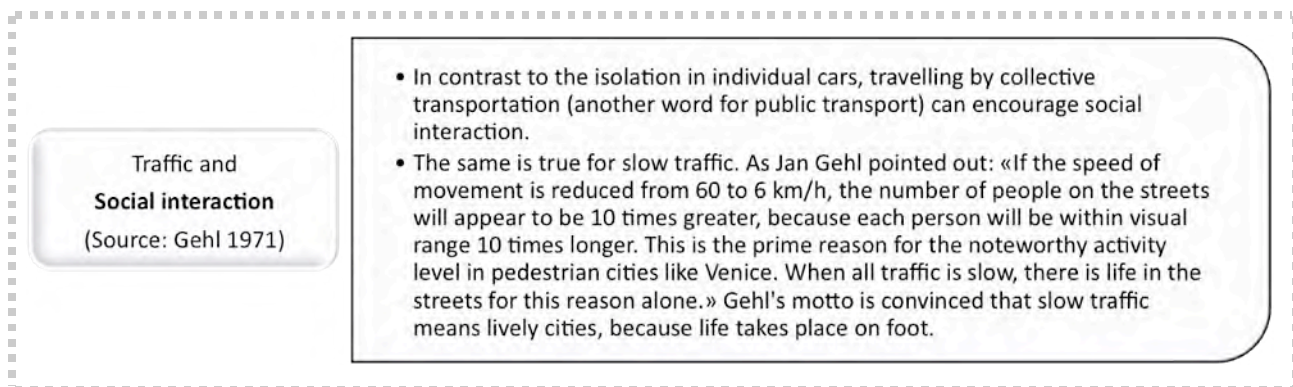 Traffic and
Social interaction
(Source: Gehl 1971)
• In contrast to the isolation in individual cars, travelling by collective
transportation (another word for public transport) can encourage social
interaction.
• The same is true for slow traffic. As Jan Gehl pointed out: «If the speed of
movement is reduced from 60 to 6 km/h, the number of people on the streets
will appear to be 10 times greater, because each person will be within visual
range 10 times longer. This is the prime reason for the noteworthy activity
level in pedestrian cities like Venice. When all traffic is slow, there is life in the
streets for this reason alone.» Gehl's motto is convinced that slow traffic
means lively cities, because life takes place on foot.